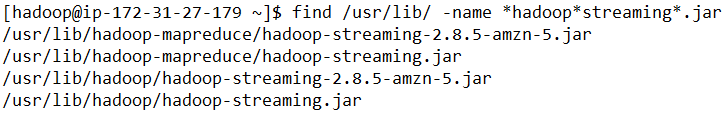 [hadoop@ip-172-31-27-179 ~]$ find /usr/lib/ -name *hadoop*streaming*.jar
/usr/lib/hadoop-mapreduce/hadoop-streaming-2.8.5-amzn-5.jar
/usr/lib/hadoop-mapreduce/hadoop-streaming.jar
/usr/lib/hadoop/hadoop-streaming-2.8.5-amzn-5.jar
/usr/lib/hadoop/hadoop-streaming.jar